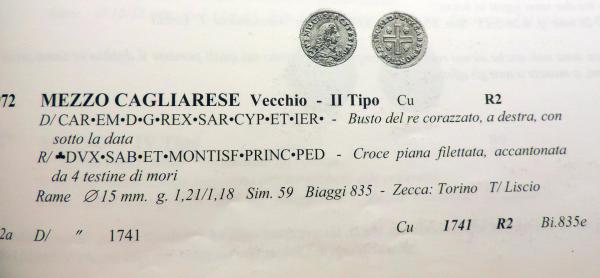 72 MEZZO CAGLIARESE Vecchio - II Tipo Cu R2
D/ CAR•EM•D•G•REX•SAR•CYP•ET•IER• - Busto del re corazzato, a destra, con
sotto la data
R/ ♣DVX•SAB•ET•MONTISF•PRINC•PED - Croce piana filettata, accantonata
da 4 testine di mori
Rame Ø 15 mm. g. 1,21/1,18 Sim. 59 Biaggi 835 - Zecca: Torino T/ Liscio
2a D/ " 1741 Cu 1741 R2 Bi.835e